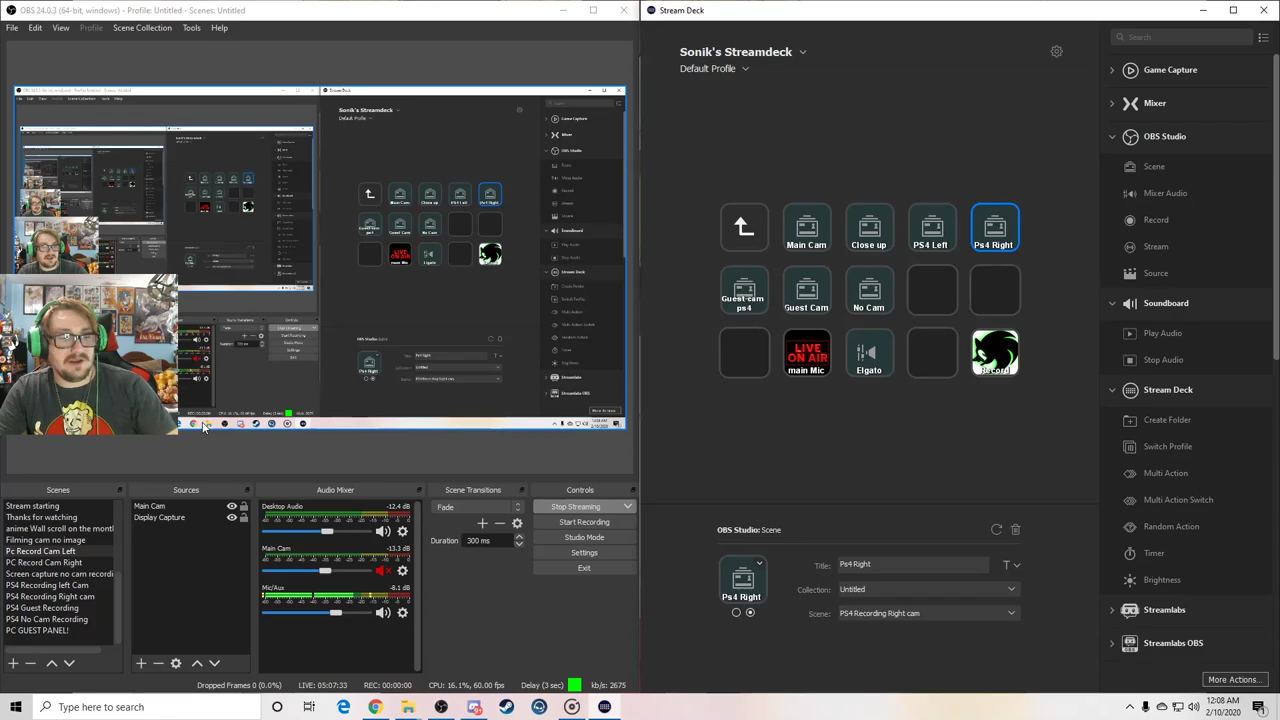 OBS 24.0.3 (64-bit, windows) - Profile: Untitled - Scenes: Untitled
File Edit View Profile Scene Collection Tools Help
Scenes
Stream starting
Thanks for watching
anime Wall scroll on the montl
Filming cam no image
Pc Record Cam Left
PC Record Cam Right
Screen capture no cam recordi
PS4 Recording left Cam
PS4 Recording Right cam
PS4 Guest Recording
PS4 No Cam Recording
PC GUEST PANEL!
Sources
Main Cam
Display Capture
Audio Mixer
Desktop Audio -12.4 dB
Main Cam -13.3 dB
Mic/Aux -8.1 dB
Scene Transitions
Fade
Duration: 300 ms
Controls
Stop Streaming
Start Recording
Studio Mode
Settings
Exit
Dropped Frames 0 (0.0%) LIVE: 05:07:33 REC: 00:00:00 CPU: 16.1%, 60.00 fps Delay (3 sec) kb/s: 2675
Stream Deck
Sonik's Streamdeck
Default Profile
Main Cam Close up PS4 Left Ps4 Right
Guest cam ps4 Guest Cam No Cam
LIVE ON AIR
main Mic Elgato Record
OBS Studio: Scene
Ps4 Right
Title: Ps4 Right
Collection: Untitled
Scene: PS4 Recording Right cam
Search
Game Capture
Mixer
OBS Studio
Scene
Mixer Audio
Record
Stream
Source
Soundboard
Play Audio
Stop Audio
Stream Deck
Create Folder
Switch Profile
Multi Action
Multi Action Switch
Random Action
Timer
Brightness
Streamlabs
Streamlabs OBS
More Actions...
Type here to search
12:08 AM
2/10/2020